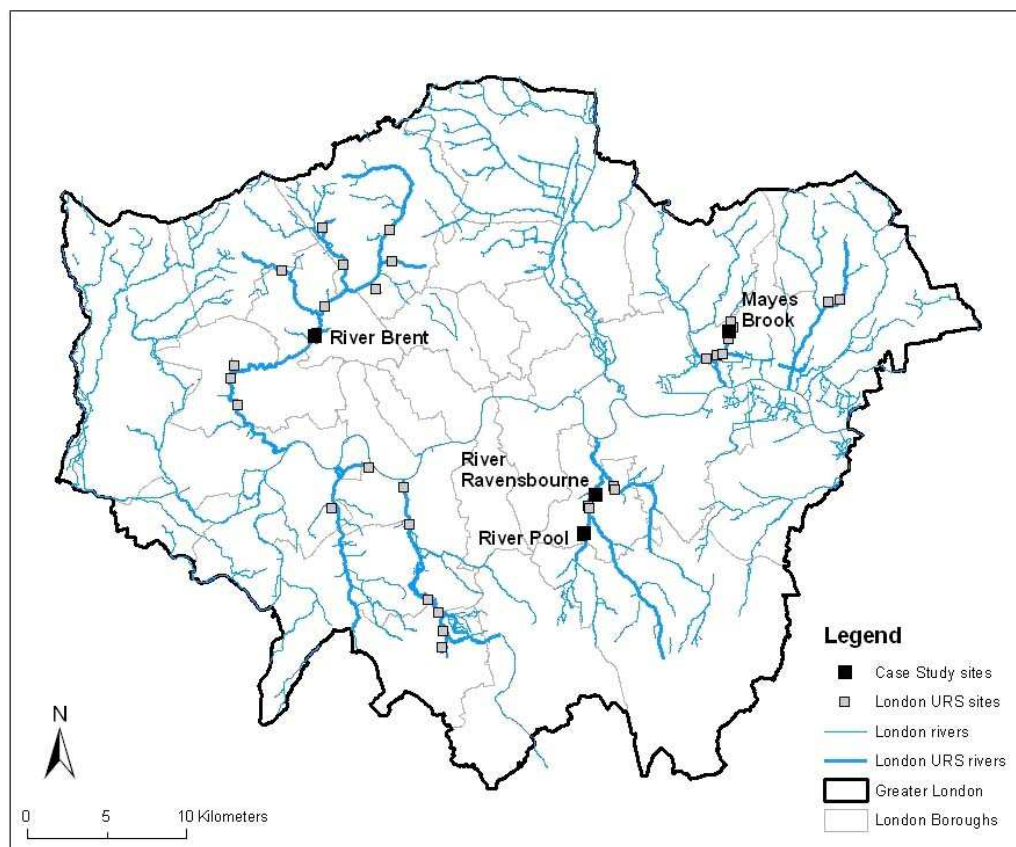 Mayes
Brook
River Brent
River
Ravensbourne
River Pool
Legend
Case Study sites
London URS sites
London rivers
London URS rivers
Greater London
London Boroughs
N
0 5 10 Kilometers